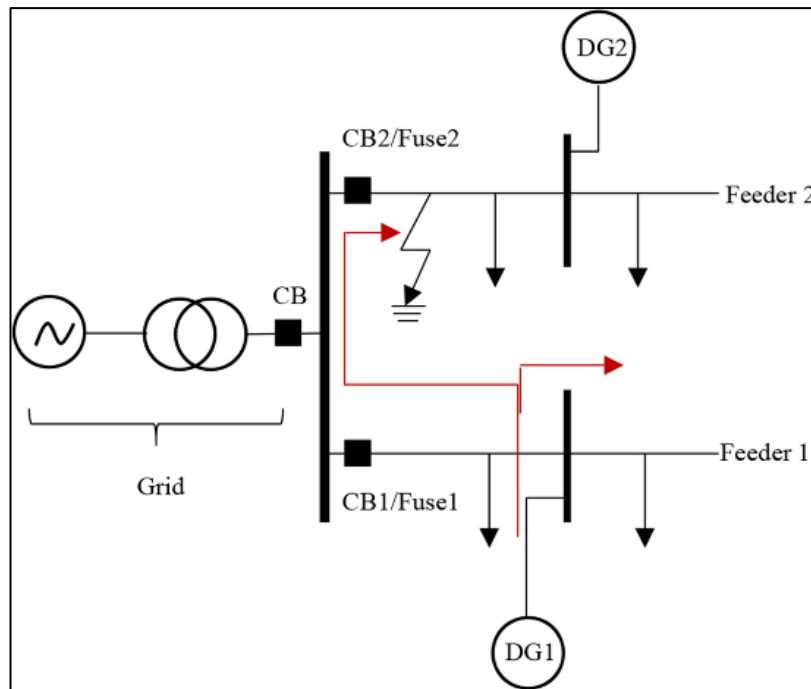 DG2
CB2/Fuse2
Feeder 2
CB
Grid
Feeder 1
CB1/Fuse1
DG1